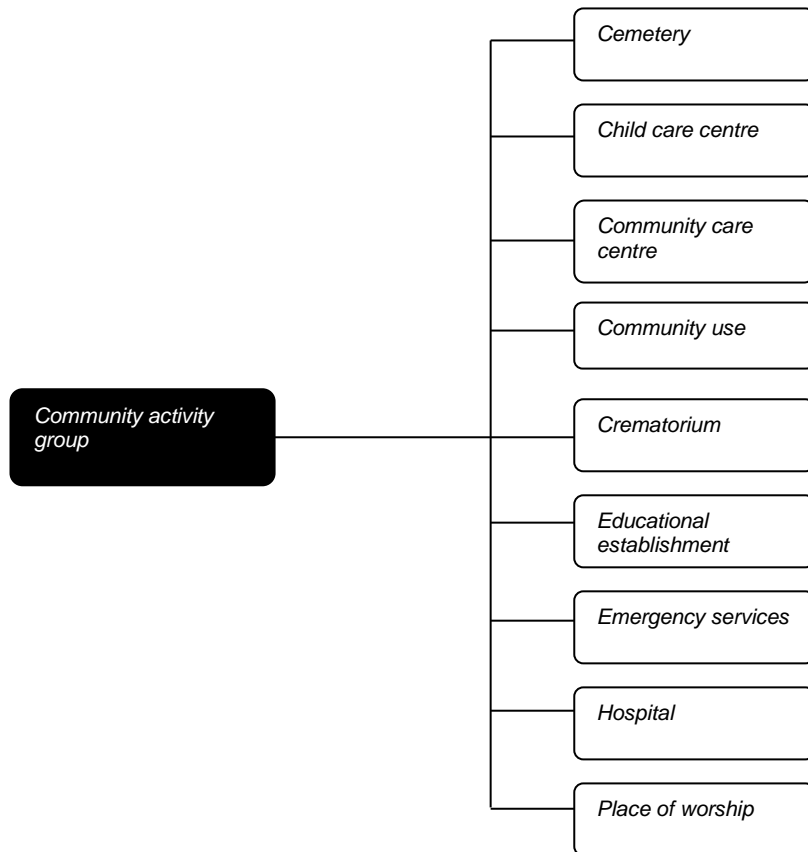 Cemetery
Child care centre
Community care
centre
Community use
Community activity
group
Crematorium
Educational
establishment
Emergency services
Hospital
Place of worship